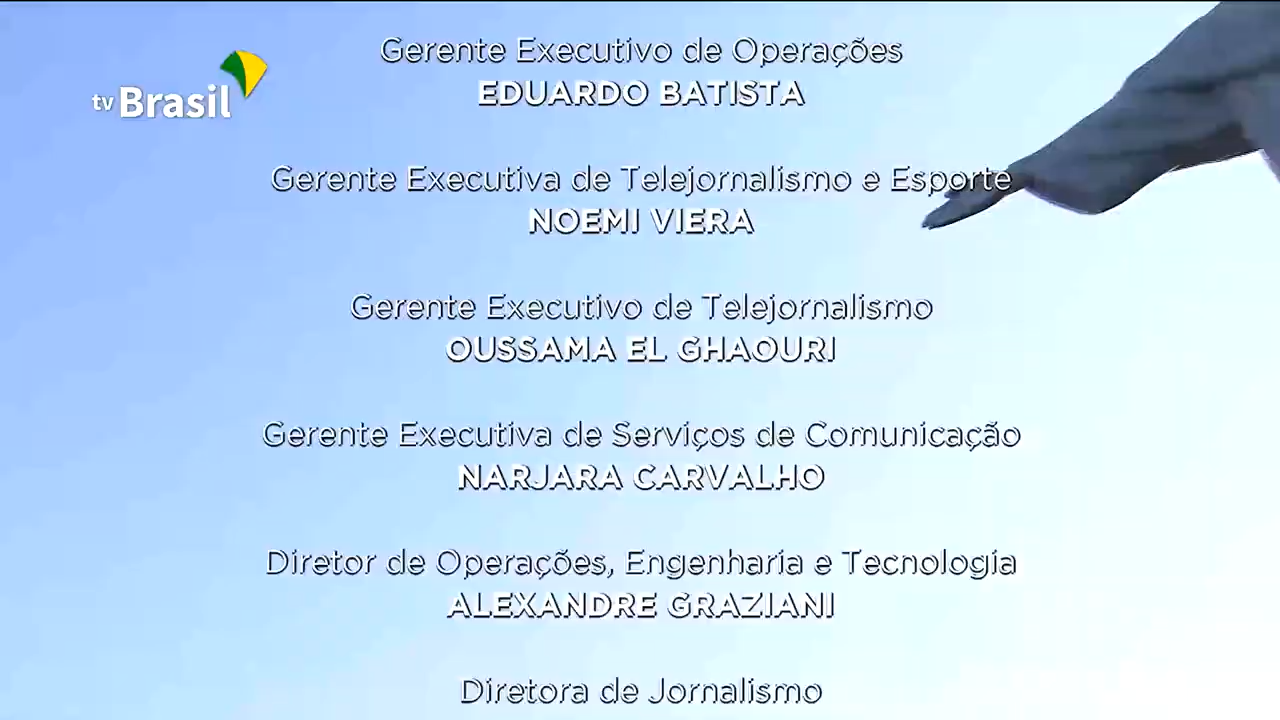 tv Brasil
Gerente Executivo de Operações
EDUARDO BATISTA
Gerente Executiva de Telejornalismo e Esporte
NOEMI VIERA
Gerente Executivo de Telejornalismo
OUSSAMA EL GHAOURI
Gerente Executiva de Serviços de Comunicação
NARJARA CARVALHO
Diretor de Operações, Engenharia e Tecnologia
ALEXANDRE GRAZIANI
Diretora de Jornalismo